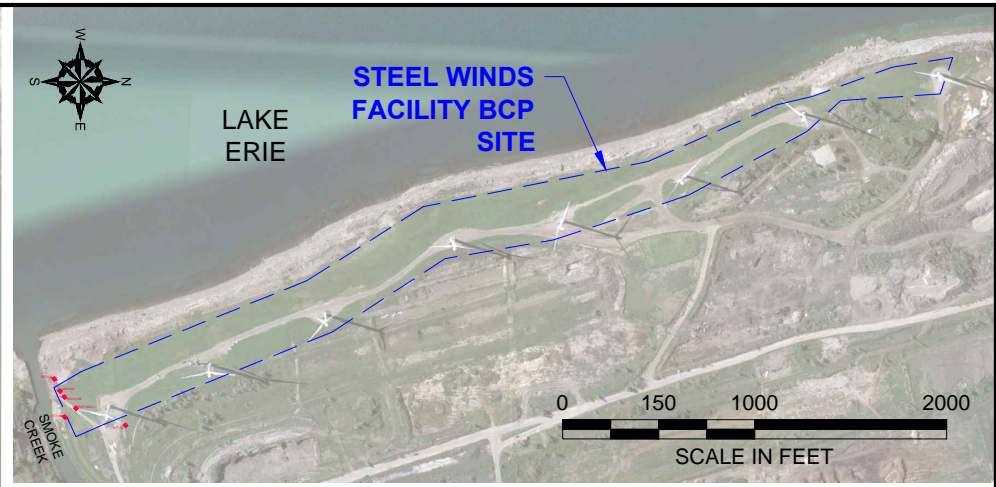 W
S
N
E
LAKE
ERIE
STEEL WINDS
FACILITY BCP
SITE
SMOKE
CREEK
0
150
1000
2000
SCALE IN FEET